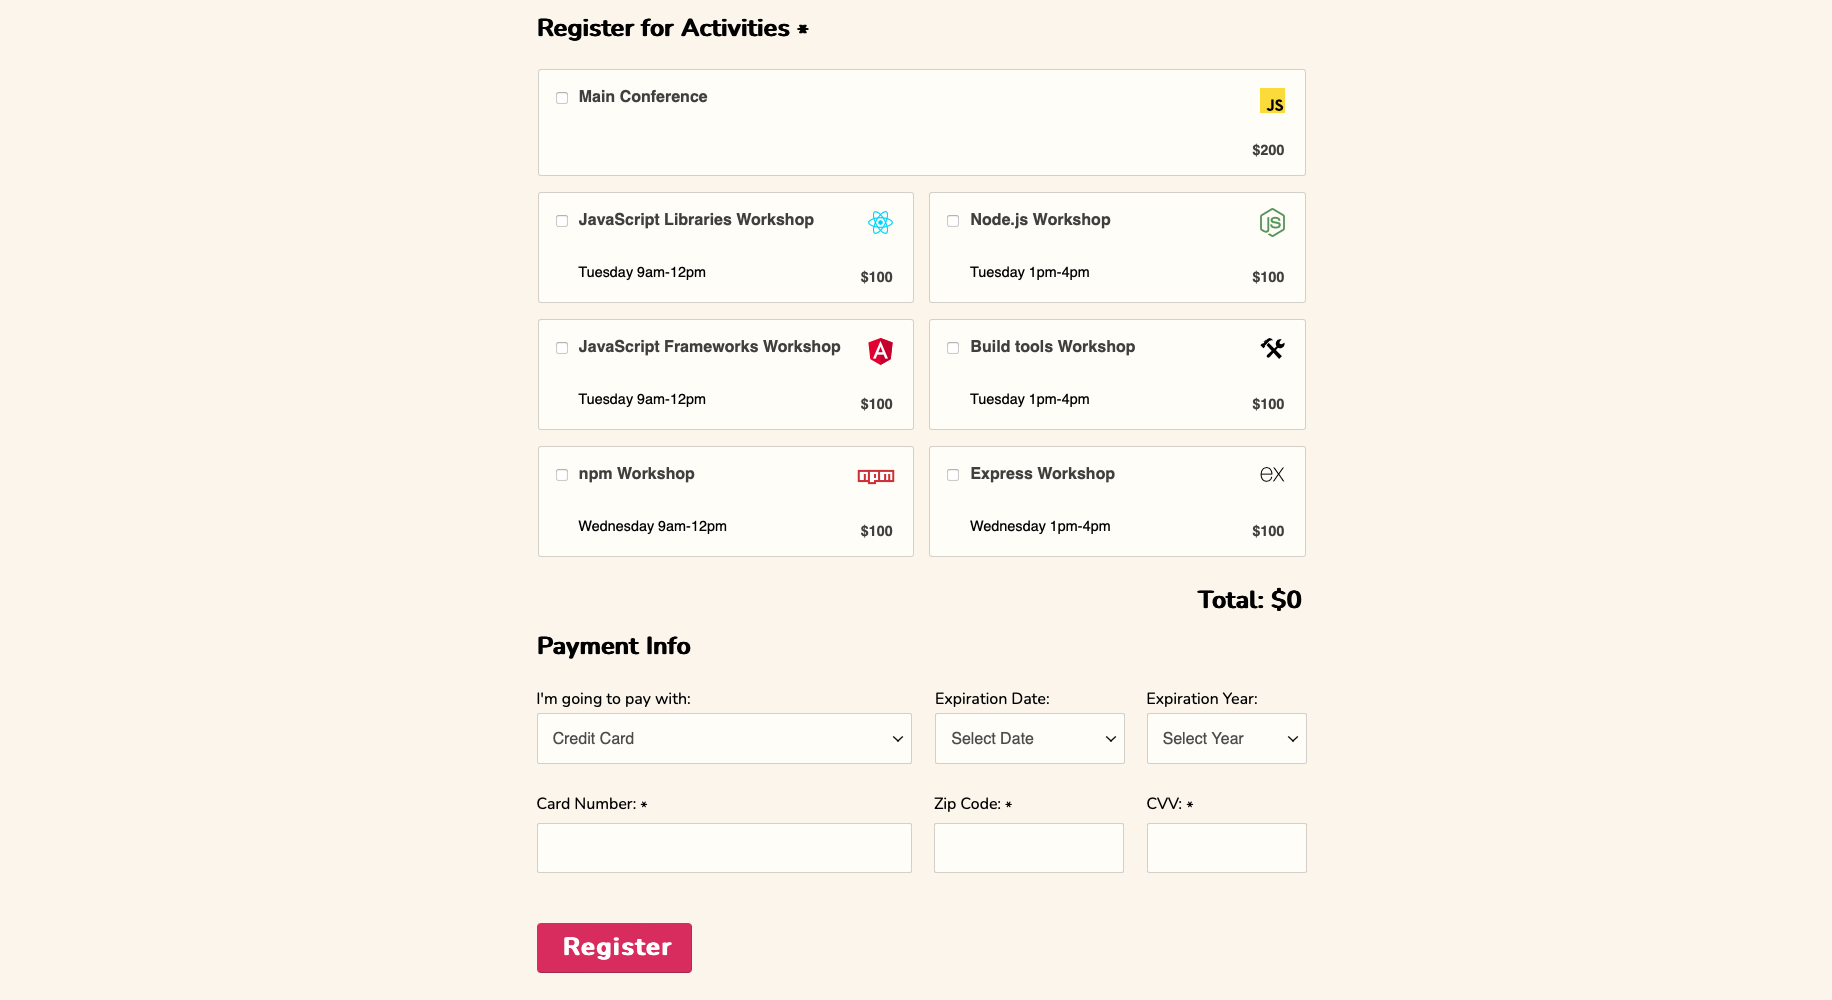 Register for Activities *
Main Conference
JS
$200
JavaScript Libraries Workshop
Tuesday 9am-12pm
$100
Node.js Workshop
JS
Tuesday 1pm-4pm
$100
JavaScript Frameworks Workshop
A
Tuesday 9am-12pm
$100
Build tools Workshop
Tuesday 1pm-4pm
$100
npm Workshop
npm
Wednesday 9am-12pm
$100
Express Workshop
ex
Wednesday 1pm-4pm
$100
Total: $0
Payment Info
I'm going to pay with:
Credit Card
Expiration Date:
Select Date
Expiration Year:
Select Year
Card Number: *
Zip Code: *
CVV: *
Register